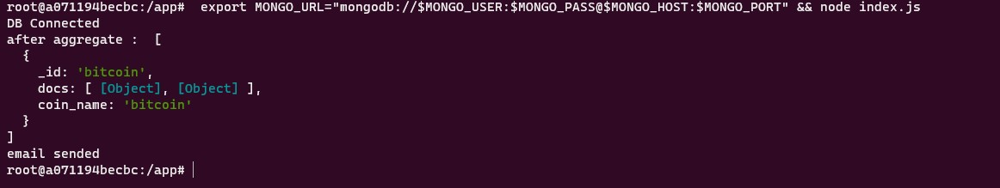 root@a071194becbc:/app#  export MONGO_URL="mongodb://$MONGO_USER:$MONGO_PASS@$MONGO_HOST:$MONGO_PORT" && node index.js
DB Connected
after aggregate :  [
  {
    _id: 'bitcoin',
    docs: [ [Object], [Object] ],
    coin_name: 'bitcoin'
  }
]
email sended
root@a071194becbc:/app#